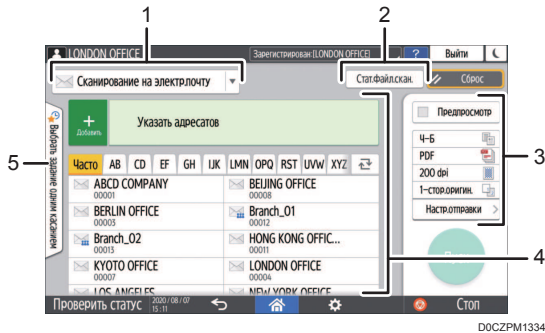 1
2
LONDON OFFICE
Зарегистрирован:[LONDON OFFICE]
?
Выйти
Сканирование на электр.почту
Стат.файл.скан.
Сброс
+
Добавить
Указать адресатов
Предпросмотр
Ч-Б
PDF
200 dpi
1-стор.оригин.
Настр.отправки
3
5
Выбрать задание одним касанием
Часто AB CD EF GH IJK LMN OPQ RST UVW XYZ
ABCD COMPANY
00001
BEIJING OFFICE
00008
BERLIN OFFICE
00003
Branch_01
00012
Branch_02
00013
HONG KONG OFFIC...
00011
KYOTO OFFICE
00007
LONDON OFFICE
00004
LOS ANGELES
NEW YORK OFFICE
4
Проверить статус
2020/08/07
15:11
Стоп
D0CZPM1334